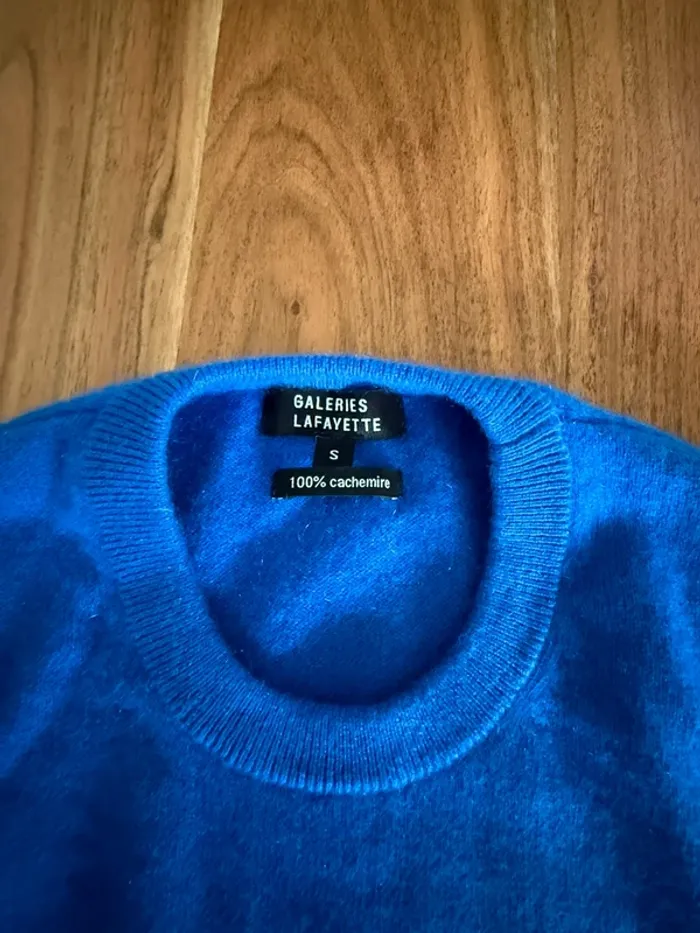 GALERIES
LAFAYETTE
S
100% cachemire